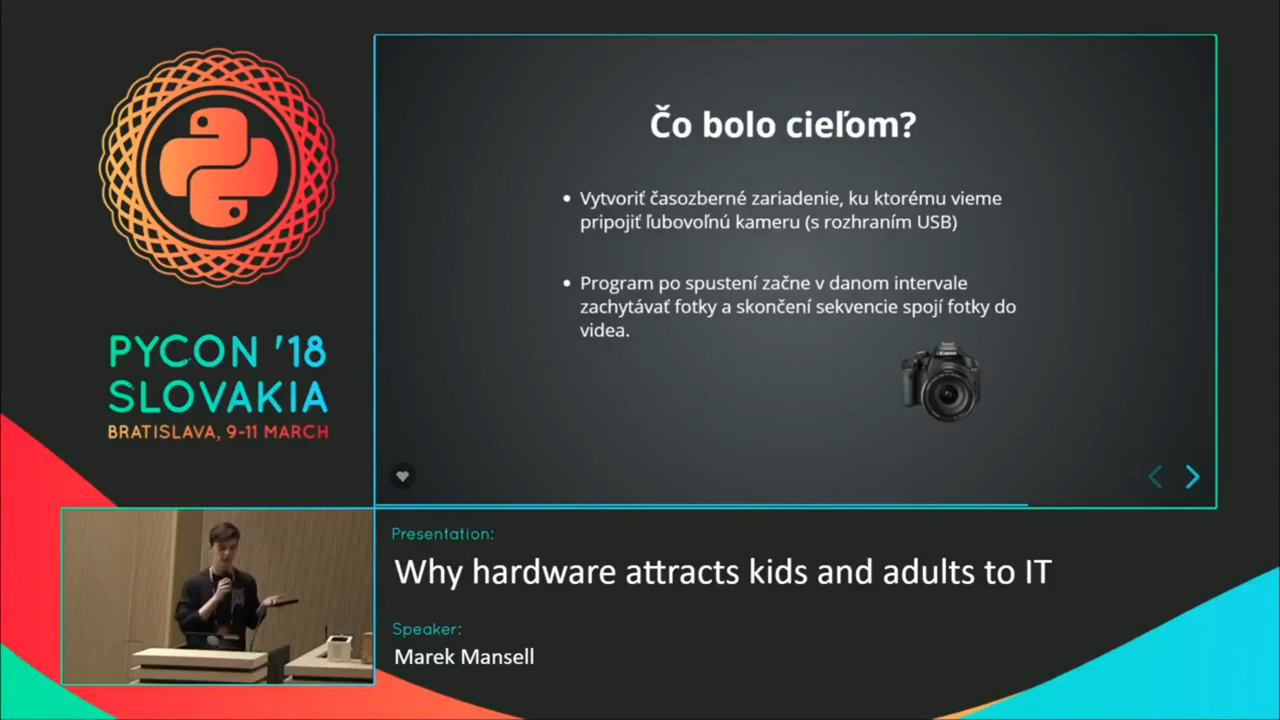 PYCON '18
SLOVAKIA
BRATISLAVA, 9-11 MARCH
Čo bolo cieľom?
• Vytvoriť časozberné zariadenie, ku ktorému vieme
pripojiť ľubovoľnú kameru (s rozhraním USB)
• Program po spustení začne v danom intervale
zachytávať fotky a skončení sekvencie spojí fotky do
videa.
Canon
Presentation:
Why hardware attracts kids and adults to IT
Speaker:
Marek Mansell